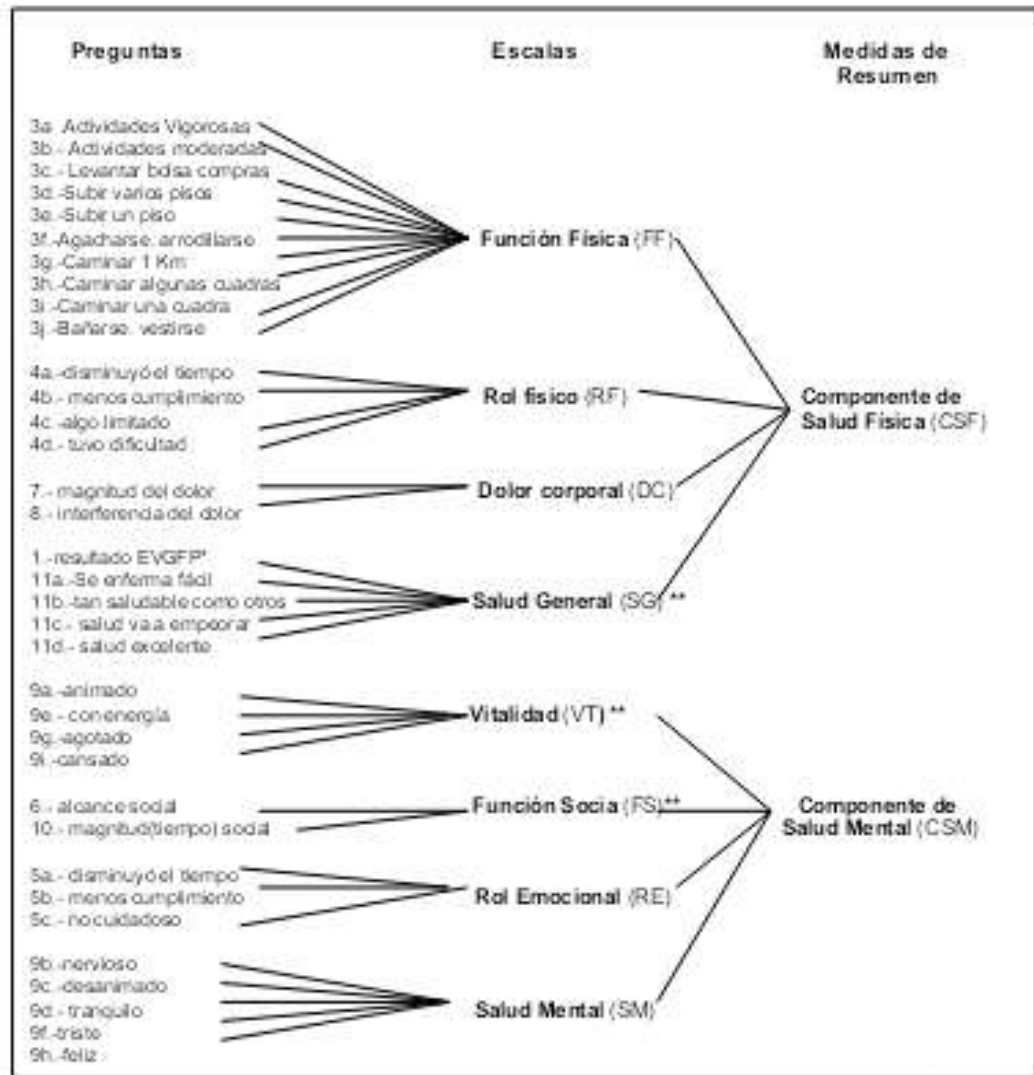 Preguntas Escalas Medidas de
Resumen
3a Actividades Vigorosas
3b.- Actividades moderadas
3c.- Levantar bolsa compras
3d.-Subir varios pisos
3e.-Subir un piso
3f.-Agacharse. arrodillarse
3g.-Caminar 1 Km
3h.-Caminar algunas cuadras
3i.-Caminar una cuadra
3j.-Bañarse. vestirse
Función Física (FF)
4a.-disminuyó el tiempo
4b.- menos cumplimiento
4c.-algo limitado
4d.- tuvo dificultad
Rol físico (RF)
Componente de
Salud Física (CSF)
7.- magnitud del dolor
8.- interferencia del dolor
Dolor corporal (DC)
1.-resultado EVGFP*
11a.-Se enferma fácil
11b.-tan saludable como otros
11c.- salud va a empeorar
11d.- salud excelente
Salud General (SG) **
9a.-animado
9e.- con energía
9g.-agotado
9i.-cansado
Vitalidad (VT) **
6.- alcance social
10.- magnitud(tiempo) social
Función Socia (FS)**
Componente de
Salud Mental (CSM)
5a.- disminuyó el tiempo
5b.- menos cumplimiento
5c.- no cuidadoso
Rol Emocional (RE)
9b.-nervioso
9c.-desanimado
9d.- tranquilo
9f.-triste
9h.-feliz
Salud Mental (SM)